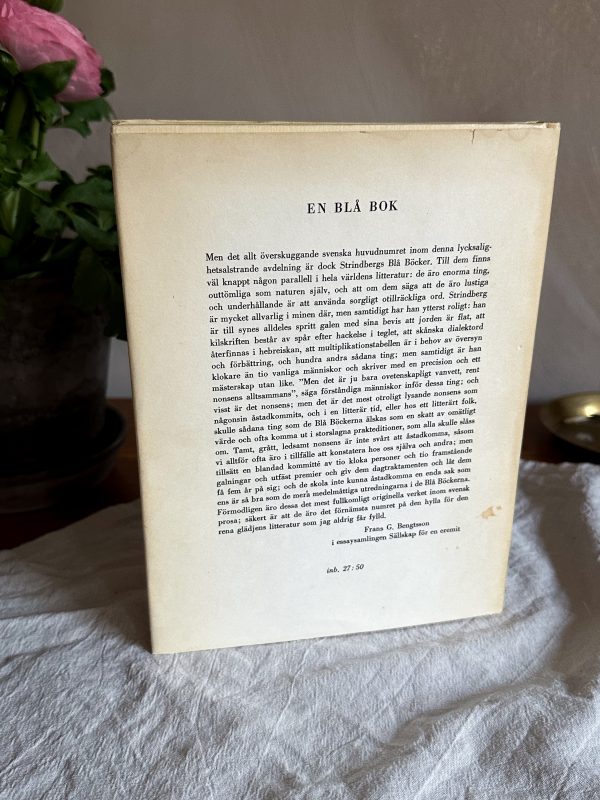 EN BLÅ BOK
Men det allt överskuggande svenska huvudnumret inom denna lycksalig-
hetsalstrande avdelning är dock Strindbergs Blå Böcker. Till dem finns
väl knappt någon parallell i hela världens litteratur: de äro enorma ting,
outtömliga som naturen själv, och att om dem säga att de äro lustiga
och underhållande är att använda sorgligt otillräckliga ord. Strindberg
är mycket allvarlig i minen där, men samtidigt har han ytterst roligt: han
är till synes alldeles spritt galen med sina bevis att jorden är flat, att
kilskriften består av spår efter hackelse i teglet, att skånska dialektord
återfinnas i hebreiskan, att multiplikationstabellen är i behov av översyn
och förbättring, och hundra andra sådana ting; men samtidigt är han
klokare än tio vanliga människor och skriver med en precision och ett
mästerskap utan like. ”Men det är ju bara ovetenskapligt vanvett, rent
nonsens alltsammans”, säga förståndiga människor inför dessa ting; och
visst är det nonsens; men det är det mest otroligt lysande nonsens som
någonsin åstadkommits, och i en litterär tid, eller hos ett litterärt folk,
skulle sådana ting som de Blå Böckerna älskas som en skatt av omätligt
värde och ofta komma ut i storslagna prakteditioner, som alla skulle slåss
om. Tamt, grått, ledsamt nonsens är inte svårt att åstadkomma, såsom
vi alltför ofta äro i tillfälle att konstatera hos oss själva och andra; men
tillsätt en blandad kommitté av tio kloka personer och tio framstående
galningar och utfäst premier och giv dem dagtraktamenten och låt dem
få fem år på sig; och de skola inte kunna åstadkomma en enda sak som
ens är så bra som de mera medelmåttiga utredningarna i de Blå Böckerna.
Förmodligen äro dessa det mest fullkomligt originella verket inom svensk
prosa; säkert är att de äro det förnämsta numret på den hylla för den
rena glädjens litteratur som jag aldrig får fylld.
Frans G. Bengtsson
i essaysamlingen Sällskap för en eremit
inb. 27:50